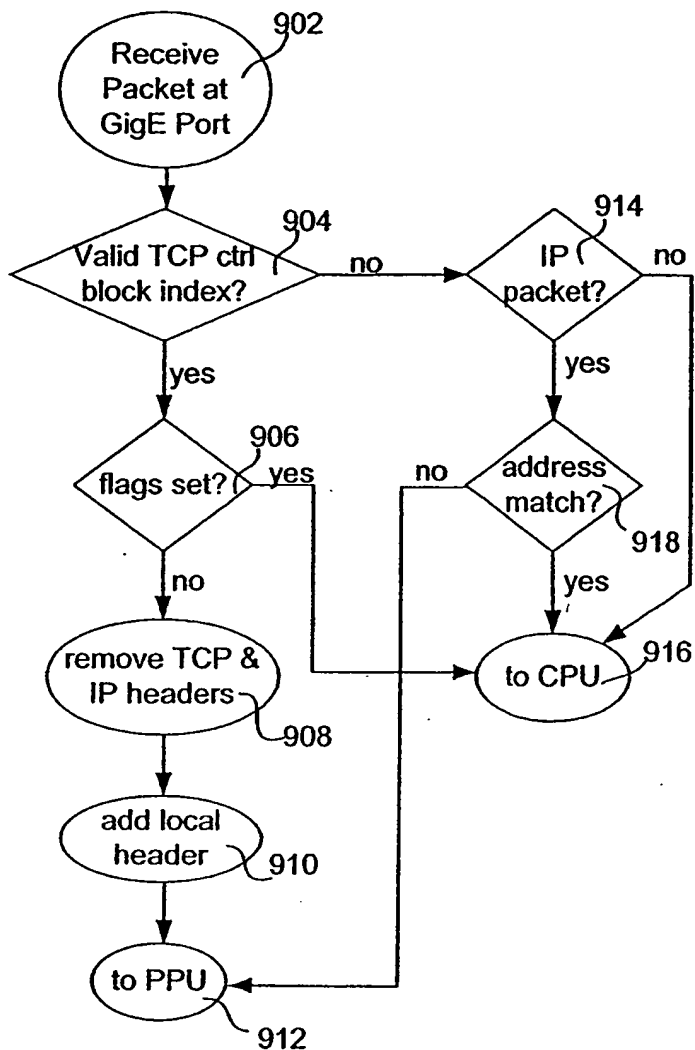 902
Receive
Packet at
GigE Port
904
Valid TCP ctrl
block index?
no
914
IP
packet?
no
yes
yes
906
flags set?
yes
no
address
match?
918
no
yes
remove TCP &
IP headers
908
to CPU
916
add local
header
910
to PPU
912